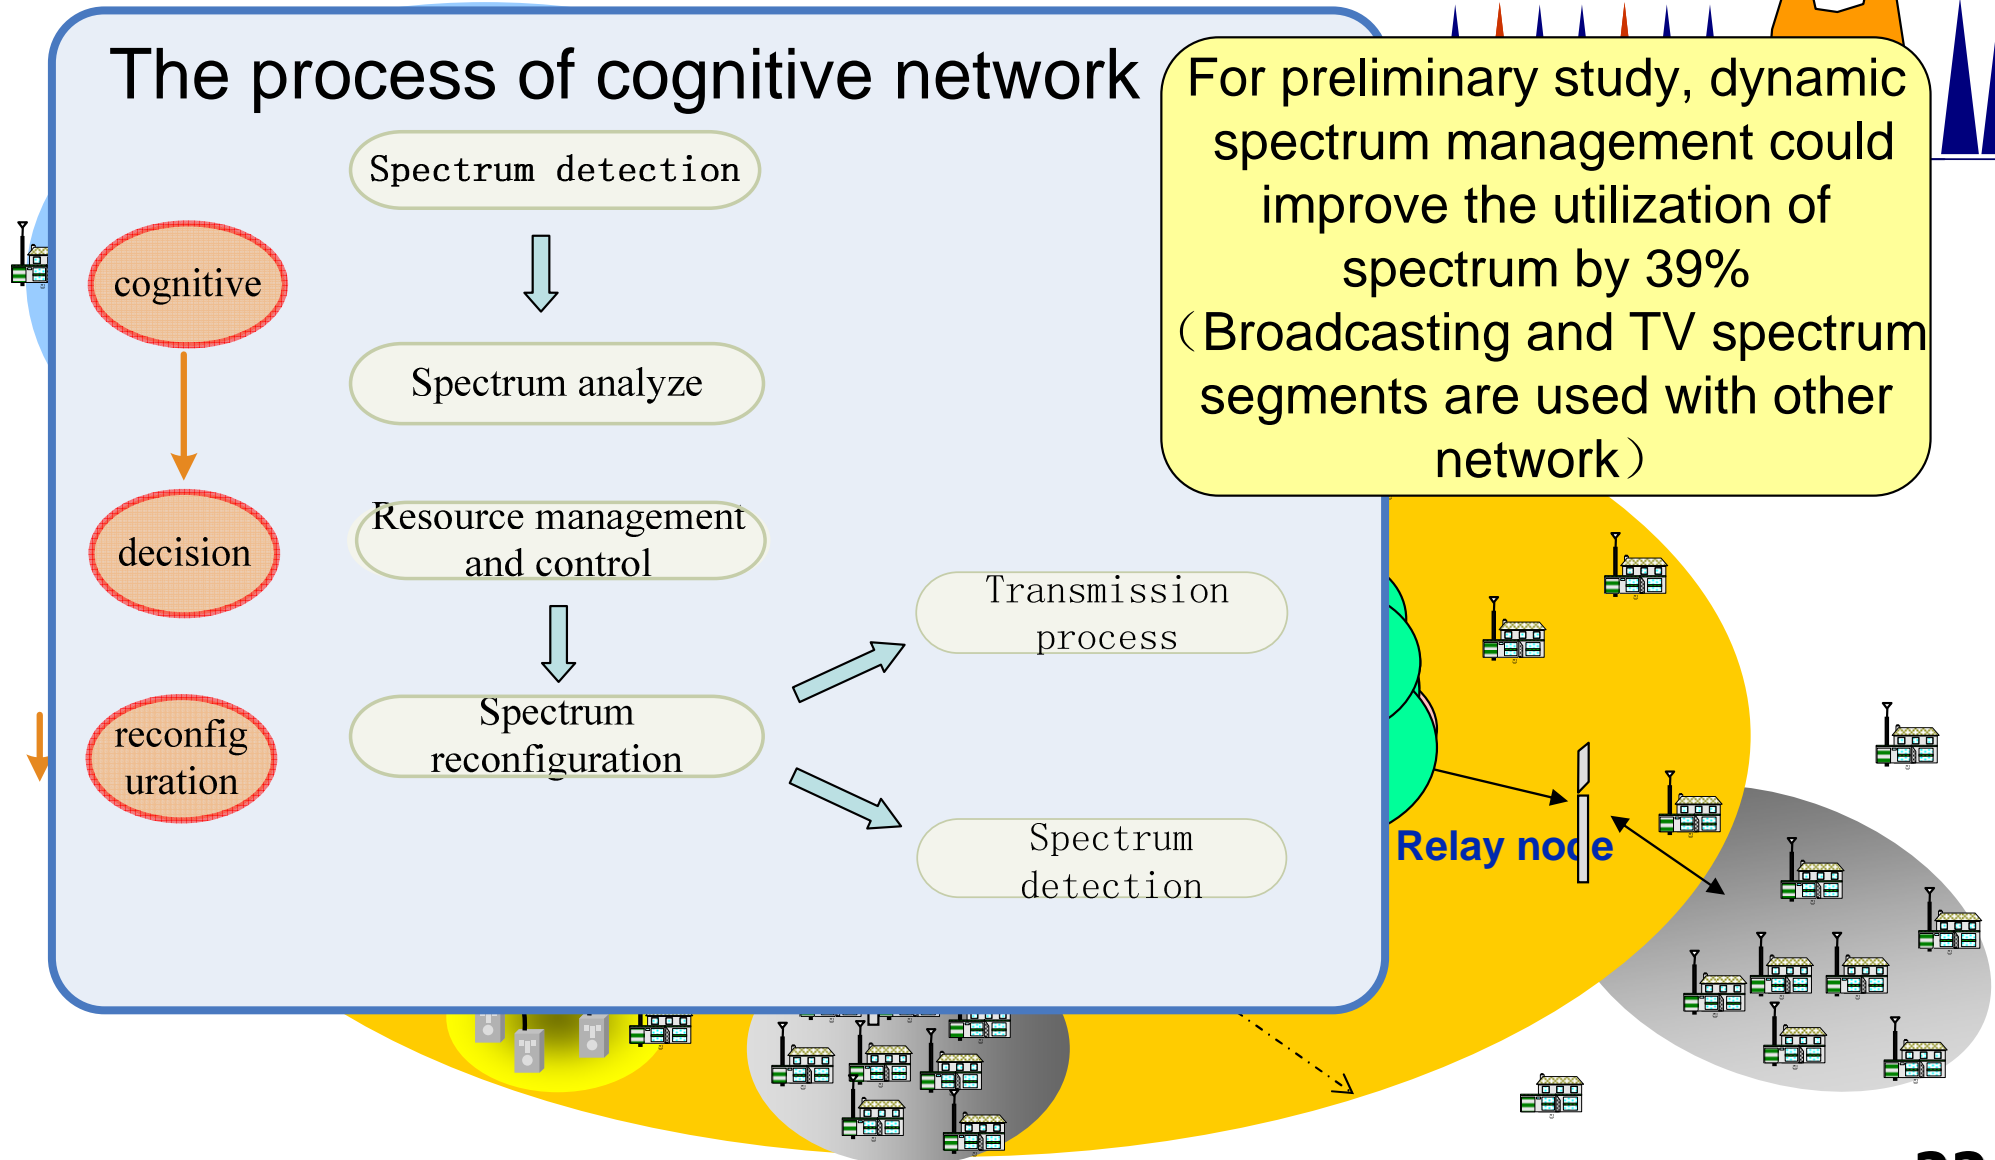 The process of cognitive network
For preliminary study, dynamic
spectrum management could
improve the utilization of
spectrum by 39%
（Broadcasting and TV spectrum
segments are used with other
network）
Spectrum detection
cognitive
Spectrum analyze
Resource management
and control
decision
Transmission
process
Spectrum
reconfiguration
reconfig
uration
Spectrum
detection
Relay node